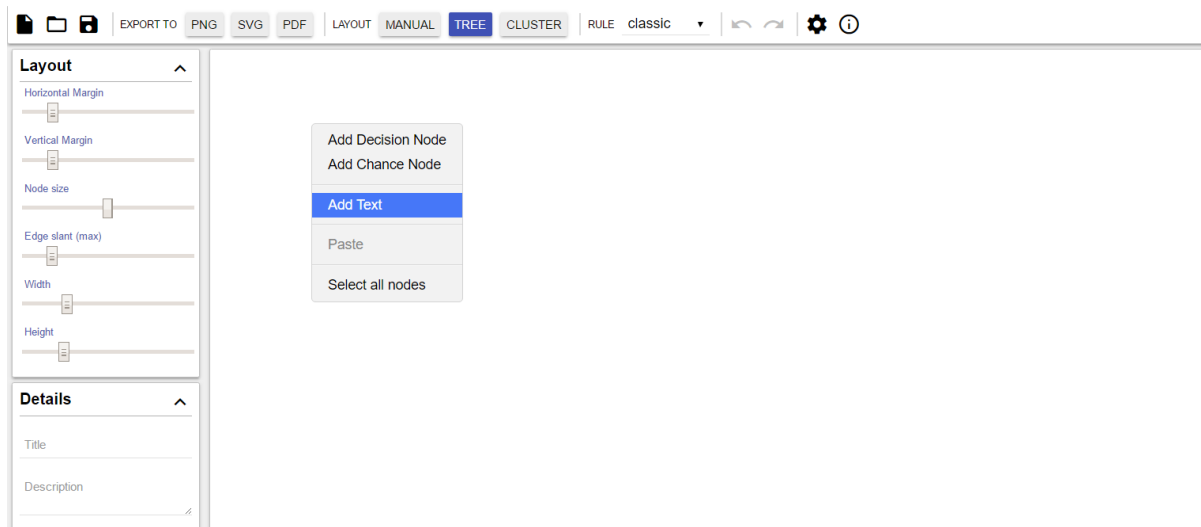 EXPORT TO PNG SVG PDF LAYOUT MANUAL TREE CLUSTER RULE classic
Layout
Horizontal Margin
Vertical Margin
Node size
Edge slant (max)
Width
Height
Details
Title
Description
Add Decision Node
Add Chance Node
Add Text
Paste
Select all nodes